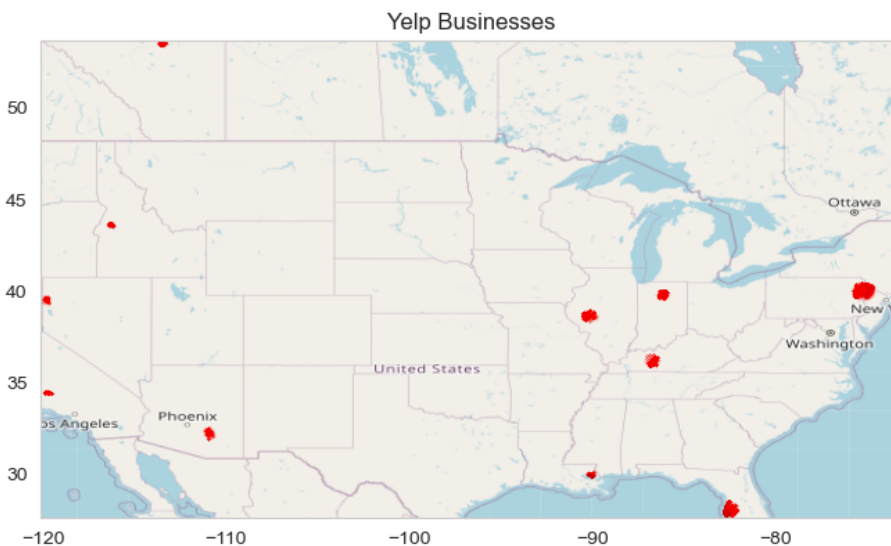 Yelp Businesses
50
45
Ottawa
40
New Y
Washington
35
United States
Phoenix
os Angeles
30
−120
−110
−100
−90
−80